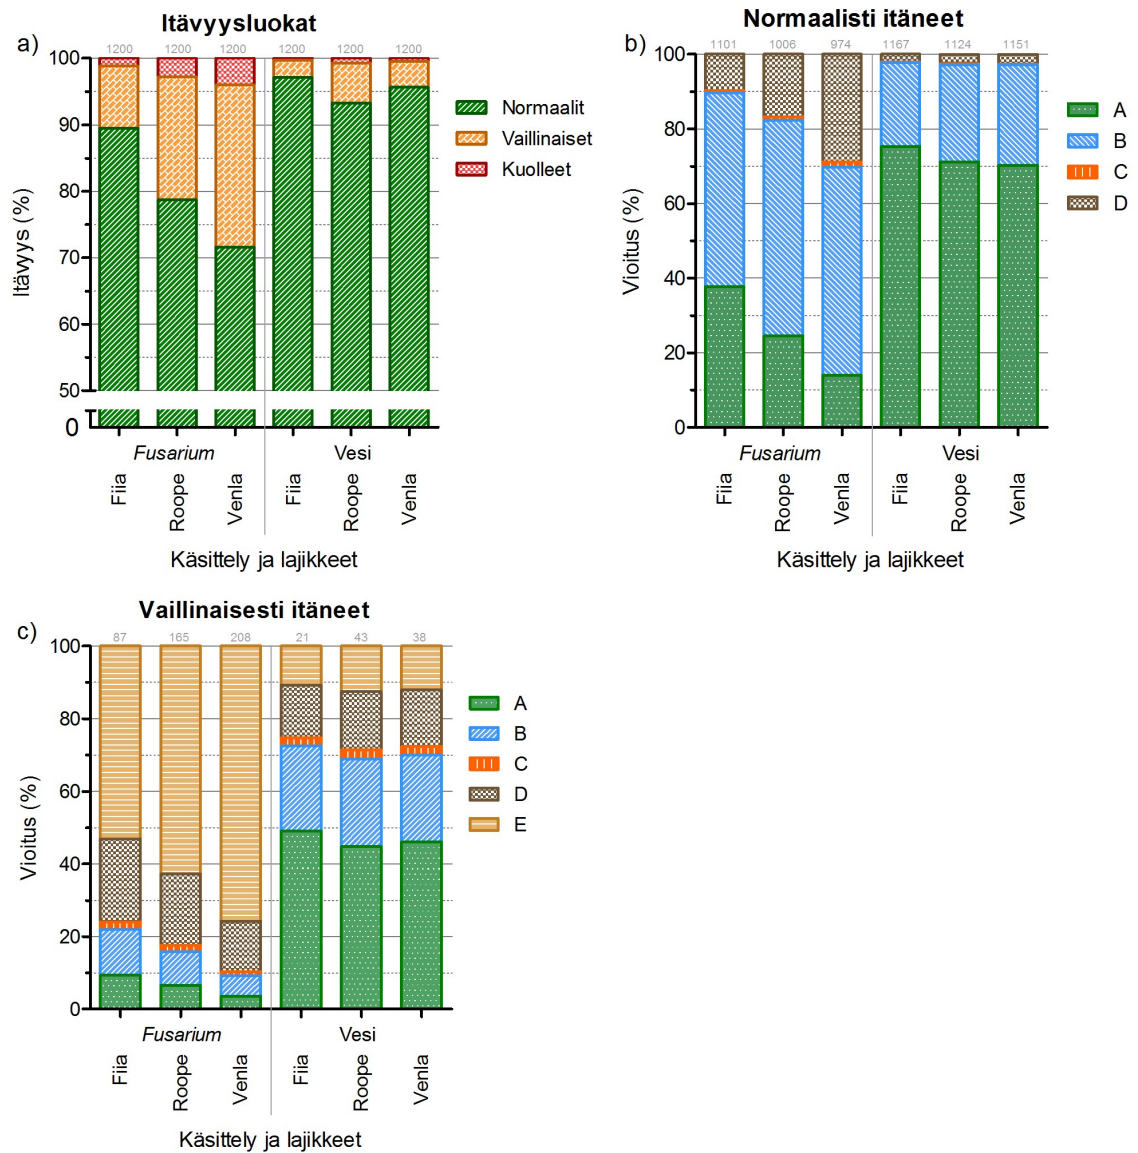 Itävyysluokat
a)
1200 1200 1200 1200 1200 1200
100
90
80
70
60
50
0
Itävyys (%)
Normaalit
Vaillinaiset
Kuolleet
Fusarium Vesi
Fiia Roope Venla Fiia Roope Venla
Käsittely ja lajikkeet
Normaalisti itäneet
b)
1101 1006 974 1167 1124 1151
100
80
60
40
20
0
Vioitus (%)
A
B
C
D
Fusarium Vesi
Fiia Roope Venla Fiia Roope Venla
Käsittely ja lajikkeet
Vaillinaisesti itäneet
c)
87 165 208 21 43 38
100
80
60
40
20
0
Vioitus (%)
A
B
C
D
E
Fusarium Vesi
Fiia Roope Venla Fiia Roope Venla
Käsittely ja lajikkeet